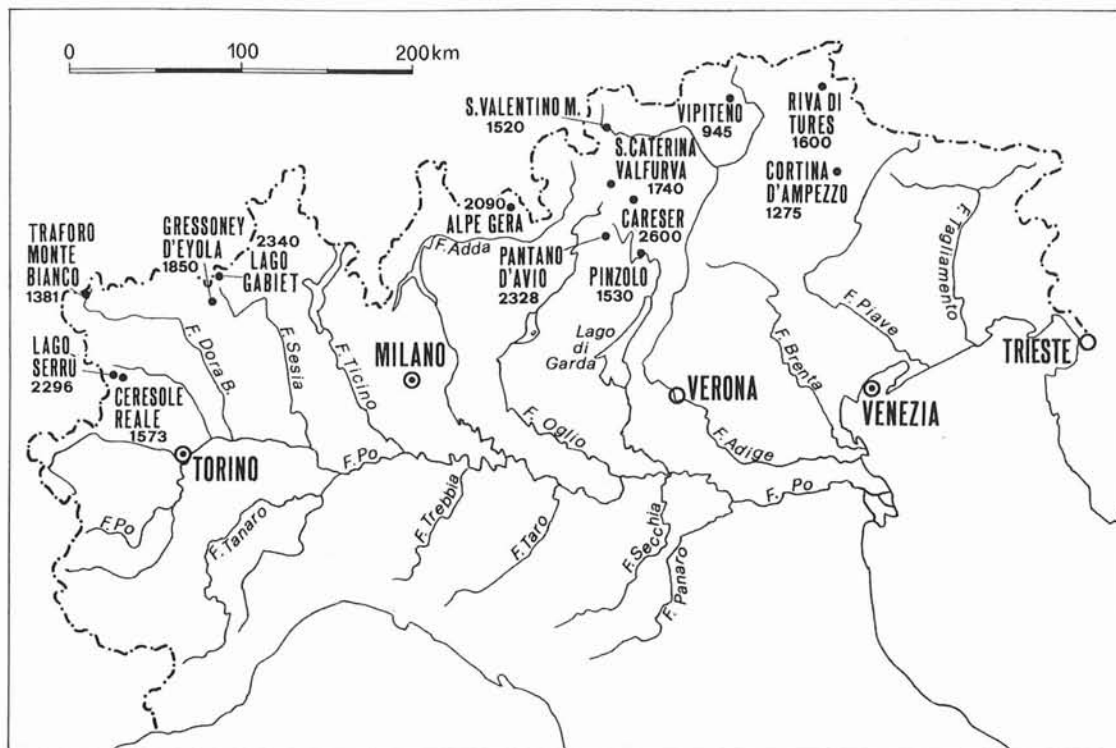 0 100 200 km
S.VALENTINO M.
1520
VIPITENO
945
RIVA DI
TURES
1600
S.CATERINA
VALFURVA
1740
CORTINA
D'AMPEZZO
1275
2090
ALPE GERA
CARESER
2600
GRESSONEY
D'EYOLA
1850
2340
LAGO
GABIET
TRAFORO
MONTE
BIANCO
1381
F. Adda
PANTANO
D'AVIO
2328
PINZOLO
1530
F. Tagliamento
F. Piave
LAGO
SERRÙ
2296
CERESOLE
REALE
1573
F. Dora B.
F. Sesia
F. Ticino
MILANO
Lago
di
Garda
F. Brenta
TRIESTE
VERONA
VENEZIA
F. Oglio
F. Adige
TORINO
F. Po
F. Po
F. Po
F. Tanaro
F. Trebbia
F. Taro
F. Secchia
F. Panaro